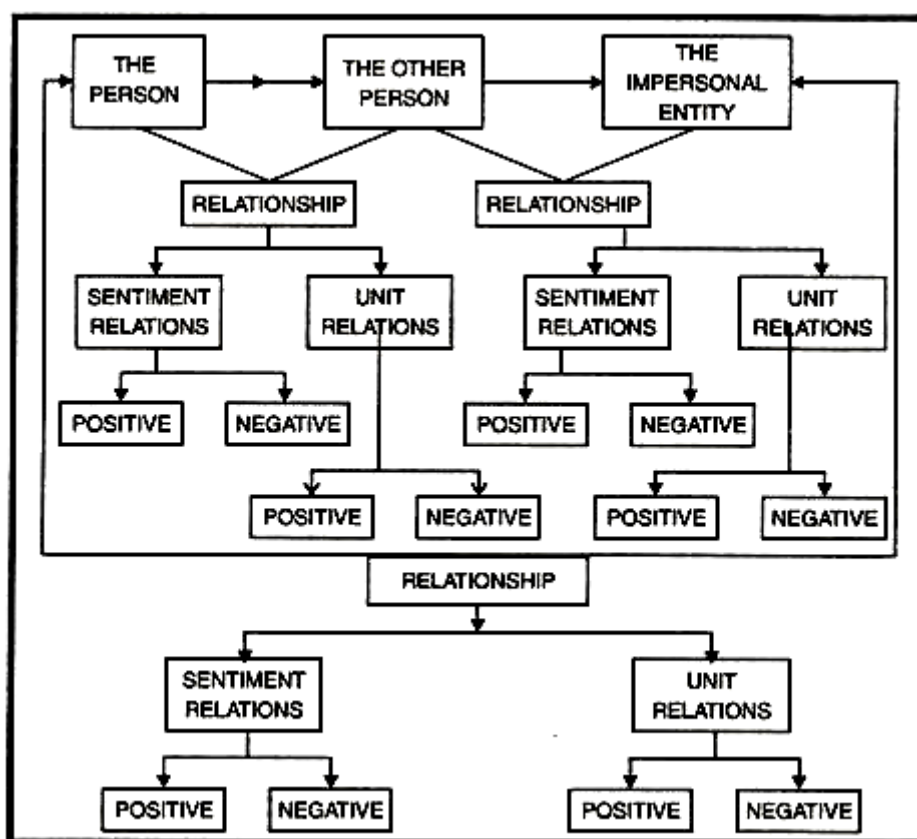 THE
PERSON
THE OTHER
PERSON
THE
IMPERSONAL
ENTITY
RELATIONSHIP
RELATIONSHIP
SENTIMENT
RELATIONS
UNIT
RELATIONS
SENTIMENT
RELATIONS
UNIT
RELATIONS
POSITIVE
NEGATIVE
POSITIVE
NEGATIVE
POSITIVE
NEGATIVE
POSITIVE
NEGATIVE
RELATIONSHIP
SENTIMENT
RELATIONS
UNIT
RELATIONS
POSITIVE
NEGATIVE
POSITIVE
NEGATIVE